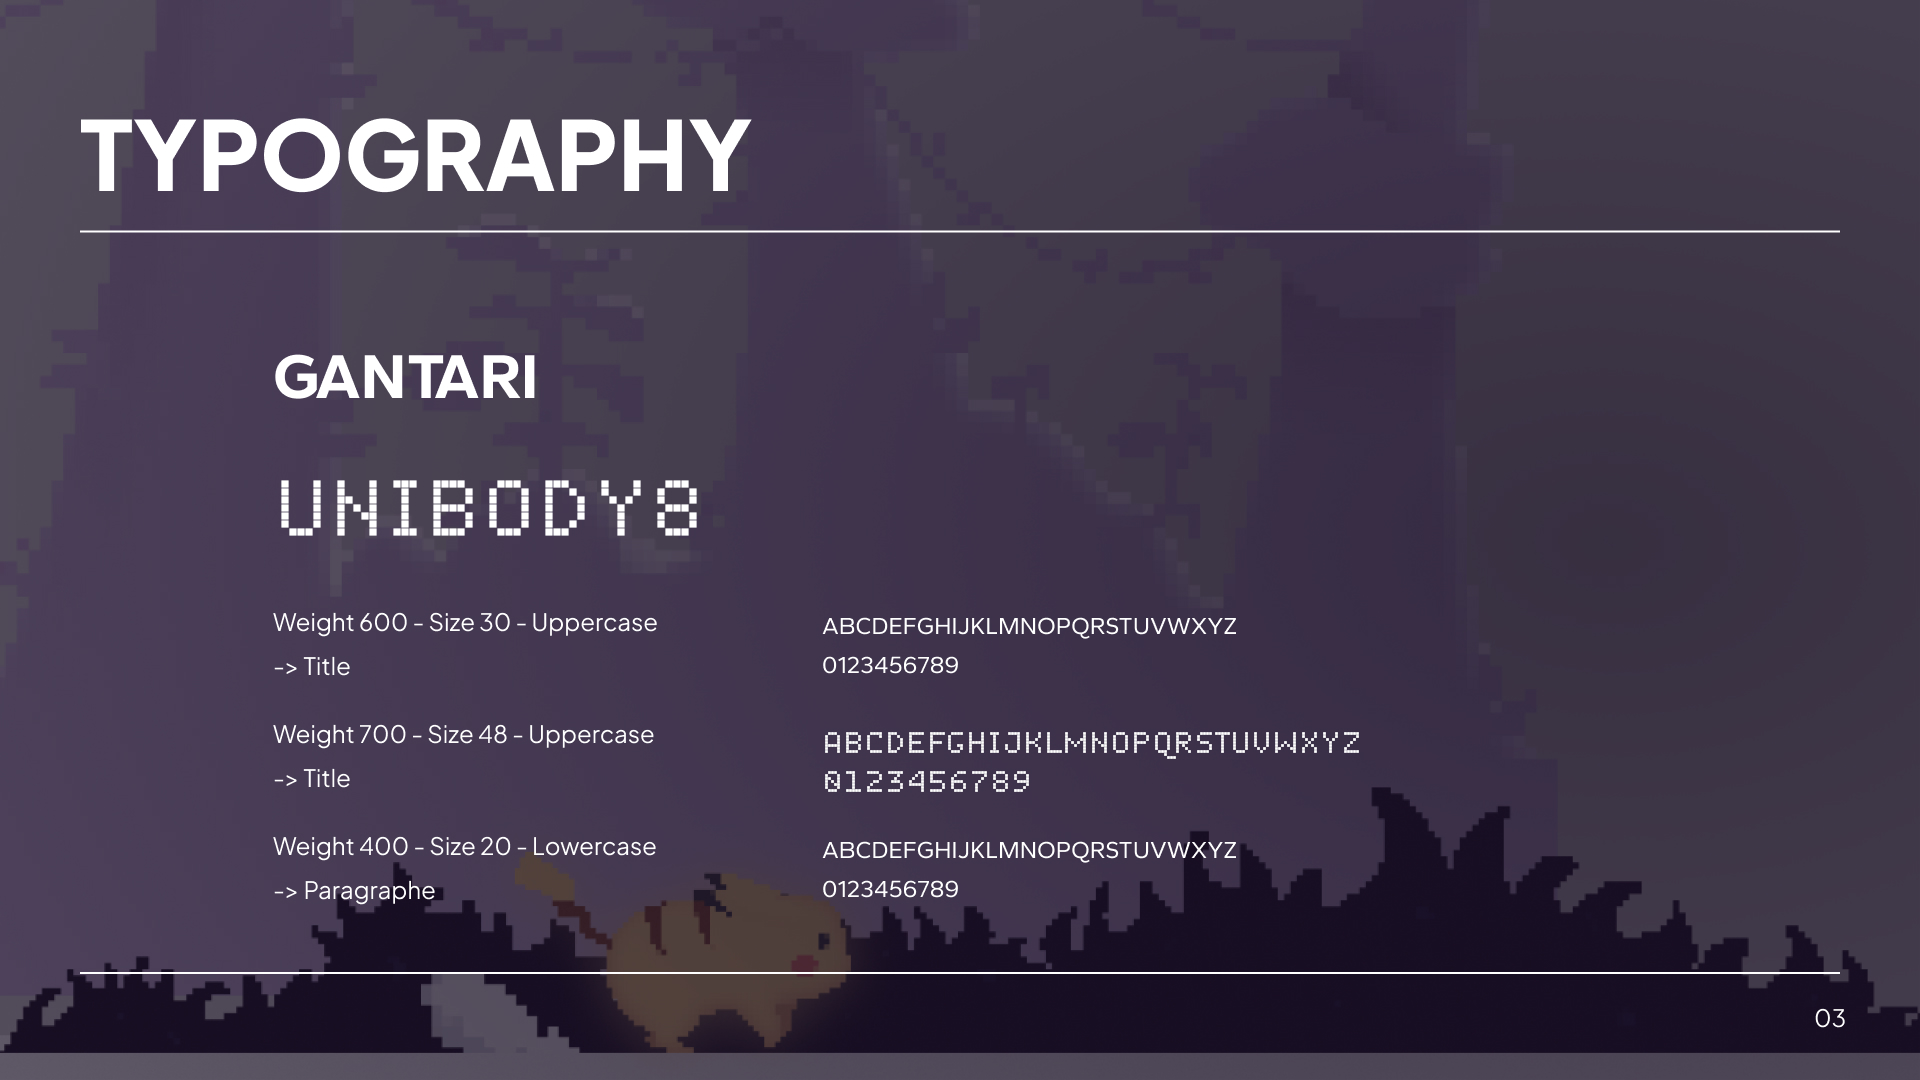 TYPOGRAPHY
GANTARI
UNIBODY8
Weight 600 - Size 30 - Uppercase
-> Title
ABCDEFGHIJKLMNOPQRSTUVWXYZ
0123456789
Weight 700 - Size 48 - Uppercase
-> Title
ABCDEFGHIJKLMNOPQRSTUVWXYZ
0123456789
Weight 400 - Size 20 - Lowercase
-> Paragraphe
ABCDEFGHIJKLMNOPQRSTUVWXYZ
0123456789
03